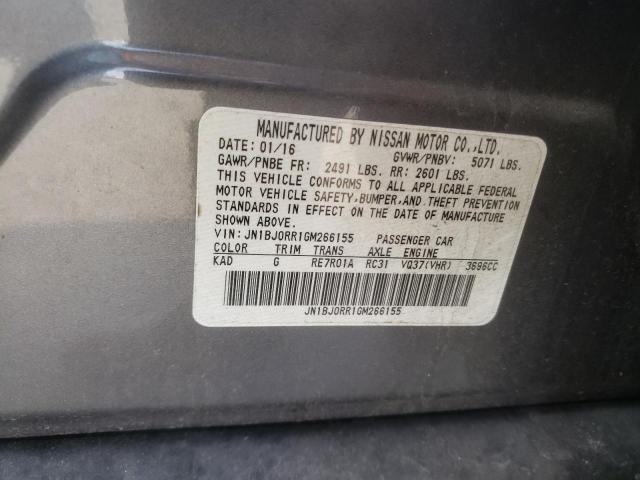 MANUFACTURED BY NISSAN MOTOR CO.,LTD.
DATE: 01/16 GVWR/PNBV: 5071 LBS.
GAWR/PNBE FR: 2491 LBS. RR: 2601 LBS.
THIS VEHICLE CONFORMS TO ALL APPLICABLE FEDERAL
MOTOR VEHICLE SAFETY,BUMPER,AND THEFT PREVENTION
STANDARDS IN EFFECT ON THE DATE OF MANUFACTURE
SHOWN ABOVE.
VIN: JN1BJ0RR1GM266155 PASSENGER CAR
COLOR TRIM TRANS AXLE ENGINE
KAD G RE7R01A RC31 VQ37(VHR) 3696CC
JN1BJ0RR1GM266155